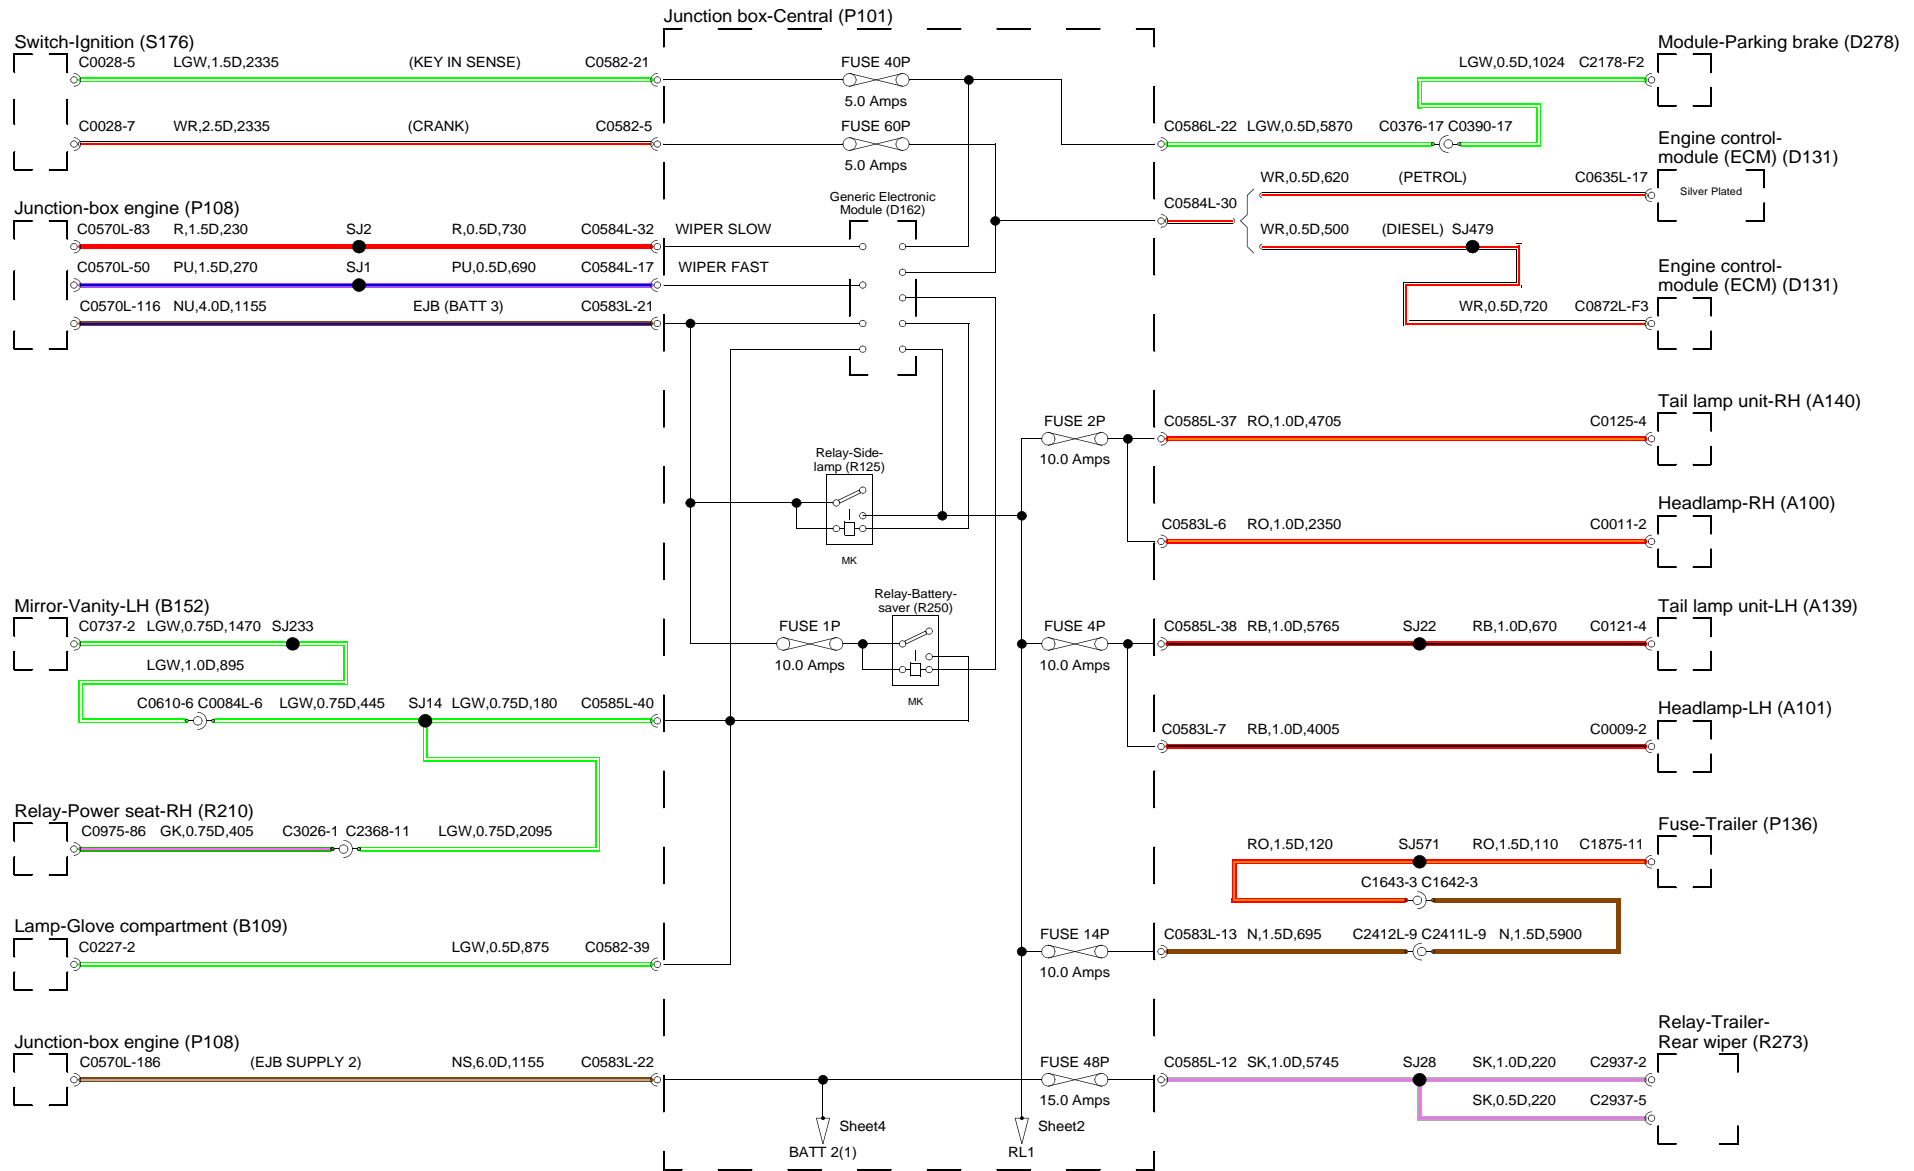 Junction box-Central (P101)
Switch-Ignition (S176)
C0028-5 LGW,1.5D,2335 (KEY IN SENSE) C0582-21
FUSE 40P
5.0 Amps
C0028-7 WR,2.5D,2335 (CRANK) C0582-5
FUSE 60P
5.0 Amps
Junction-box engine (P108)
C0570L-83 R,1.5D,230 SJ2 R,0.5D,730 C0584L-32 WIPER SLOW
C0570L-50 PU,1.5D,270 SJ1 PU,0.5D,690 C0584L-17 WIPER FAST
C0570L-116 NU,4.0D,1155 EJB (BATT 3) C0583L-21
Generic Electronic
Module (D162)
Module-Parking brake (D278)
LGW,0.5D,1024 C2178-F2
C0586L-22 LGW,0.5D,5870 C0376-17 C0390-17
Engine control-
module (ECM) (D131)
WR,0.5D,620 (PETROL) C0635L-17
Silver Plated
C0584L-30
WR,0.5D,500 (DIESEL) SJ479
Engine control-
module (ECM) (D131)
WR,0.5D,720 C0872L-F3
Tail lamp unit-RH (A140)
FUSE 2P
10.0 Amps
C0585L-37 RO,1.0D,4705 C0125-4
Relay-Side-
lamp (R125)
MK
Headlamp-RH (A100)
C0583L-6 RO,1.0D,2350 C0011-2
Mirror-Vanity-LH (B152)
C0737-2 LGW,0.75D,1470 SJ233
LGW,1.0D,895
C0610-6 C0084L-6 LGW,0.75D,445 SJ14 LGW,0.75D,180 C0585L-40
FUSE 1P
10.0 Amps
Relay-Battery-
saver (R250)
MK
FUSE 4P
10.0 Amps
Tail lamp unit-LH (A139)
C0585L-38 RB,1.0D,5765 SJ22 RB,1.0D,670 C0121-4
Headlamp-LH (A101)
C0583L-7 RB,1.0D,4005 C0009-2
Relay-Power seat-RH (R210)
C0975-86 GK,0.75D,405 C3026-1 C2368-11 LGW,0.75D,2095
Fuse-Trailer (P136)
RO,1.5D,120 SJ571 RO,1.5D,110 C1875-11
C1643-3 C1642-3
Lamp-Glove compartment (B109)
C0227-2 LGW,0.5D,875 C0582-39
FUSE 14P
10.0 Amps
C0583L-13 N,1.5D,695 C2412L-9 C2411L-9 N,1.5D,5900
Junction-box engine (P108)
C0570L-186 (EJB SUPPLY 2) NS,6.0D,1155 C0583L-22
FUSE 48P
15.0 Amps
Relay-Trailer-
Rear wiper (R273)
C0585L-12 SK,1.0D,5745 SJ28 SK,1.0D,220 C2937-2
SK,0.5D,220 C2937-5
Sheet4
BATT 2(1)
Sheet2
RL1